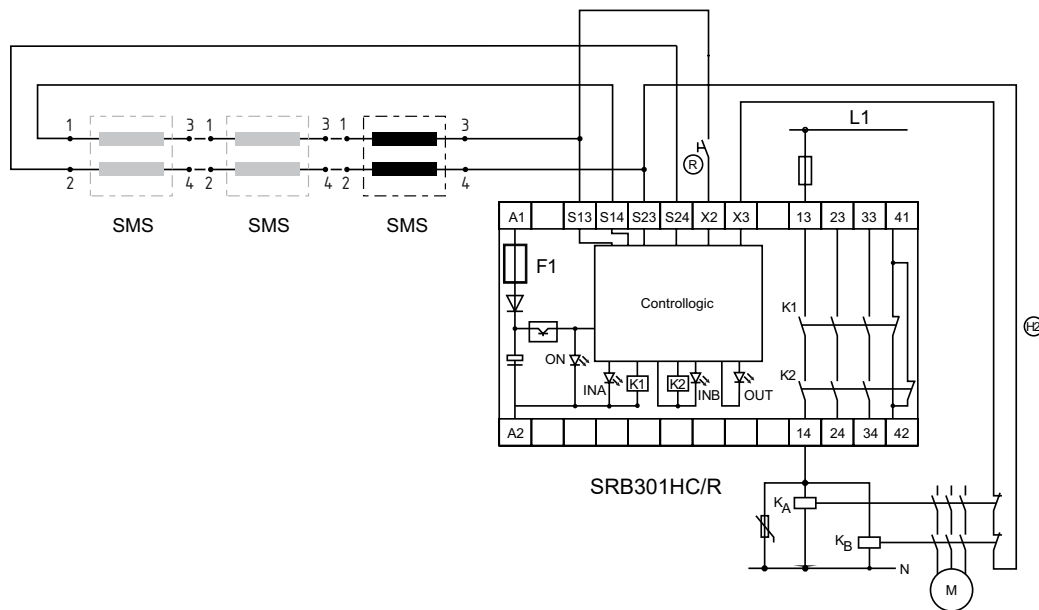 L1
1 3 1 3 1 3
2 4 2 4 2 4
R
SMS SMS SMS
A1 S13 S14 S23 S24 X2 X3 13 23 33 41
F1
Controllogic
K1
H2
ON
INA K1 K2 INB OUT
K2
A2 14 24 34 42
SRB301HC/R
KA
KB
N
M